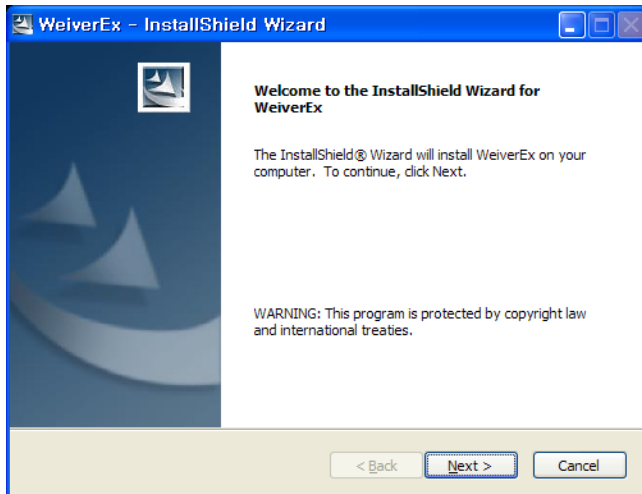 WeiverEx - InstallShield Wizard
Welcome to the InstallShield Wizard for
WeiverEx
The InstallShield® Wizard will install WeiverEx on your
computer. To continue, click Next.
WARNING: This program is protected by copyright law
and international treaties.
< Back Next > Cancel